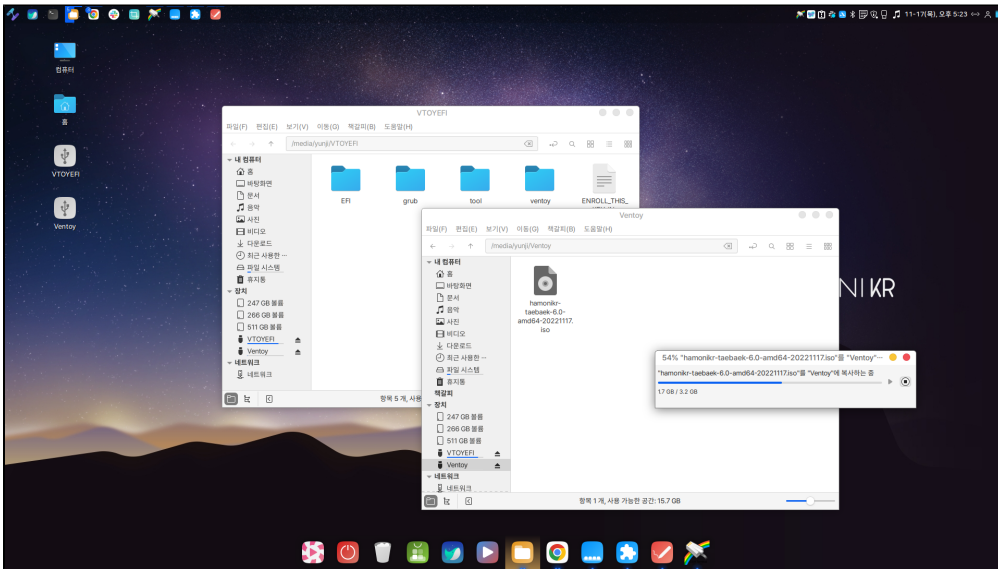 11-17(목), 오후 5:23
컴퓨터
홈
VTOYEFI
Ventoy
VTOYEFI
파일(F) 편집(E) 보기(V) 이동(G) 책갈피(B) 도움말(H)
/media/yunji/VTOYEFI
내 컴퓨터
홈
바탕화면
문서
음악
사진
비디오
다운로드
최근 사용한 ···
파일 시스템
휴지통
장치
247 GB 볼륨
266 GB 볼륨
511 GB 볼륨
VTOYEFI
Ventoy
네트워크
네트워크
EFI
grub
tool
ventoy
ENROLL_THIS_
항목 5 개, 사용
Ventoy
파일(F) 편집(E) 보기(V) 이동(G) 책갈피(B) 도움말(H)
/media/yunji/Ventoy
내 컴퓨터
홈
바탕화면
문서
음악
사진
비디오
다운로드
최근 사용한 ···
파일 시스템
휴지통
책갈피
장치
247 GB 볼륨
266 GB 볼륨
511 GB 볼륨
VTOYEFI
Ventoy
네트워크
네트워크
hamonikr-
taebaek-6.0-
amd64-20221117.
iso
항목 1 개, 사용 가능한 공간: 15.7 GB
NIKR
54% "hamonikr-taebaek-6.0-amd64-20221117.iso"를 "Ventoy"···
"hamonikr-taebaek-6.0-amd64-20221117.iso"를 "Ventoy"에 복사하는 중
1.7 GB / 3.2 GB